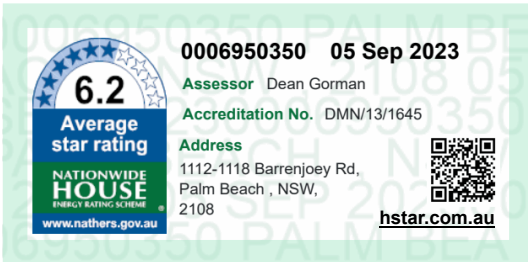 0006950350 05 Sep 2023
6.2
Average
star rating
NATIONWIDE
HOUSE
ENERGY RATING SCHEME
®
www.nathers.gov.au
Assessor Dean Gorman
Accreditation No. DMN/13/1645
Address
1112-1118 Barrenjoey Rd,
Palm Beach , NSW,
2108
hstar.com.au